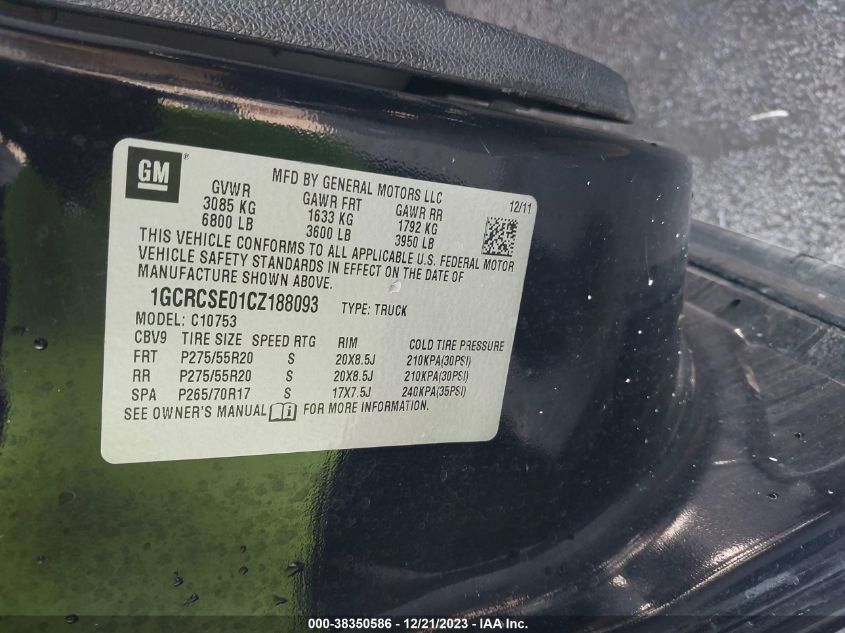 GM®
MFD BY GENERAL MOTORS LLC
12/11
GVWR GAWR FRT GAWR RR
3085 KG 1633 KG 1792 KG
6800 LB 3600 LB 3950 LB
THIS VEHICLE CONFORMS TO ALL APPLICABLE U.S. FEDERAL MOTOR
VEHICLE SAFETY STANDARDS IN EFFECT ON THE DATE OF
MANUFACTURE SHOWN ABOVE.
1GCRCSE01CZ188093 TYPE: TRUCK
MODEL: C10753
CBV9 TIRE SIZE SPEED RTG RIM COLD TIRE PRESSURE
FRT P275/55R20 S 20X8.5J 210KPA(30PSI)
RR P275/55R20 S 20X8.5J 210KPA(30PSI)
SPA P265/70R17 S 17X7.5J 240KPA(35PSI)
SEE OWNER'S MANUAL FOR MORE INFORMATION.
000-38350586 - 12/21/2023 - IAA Inc.